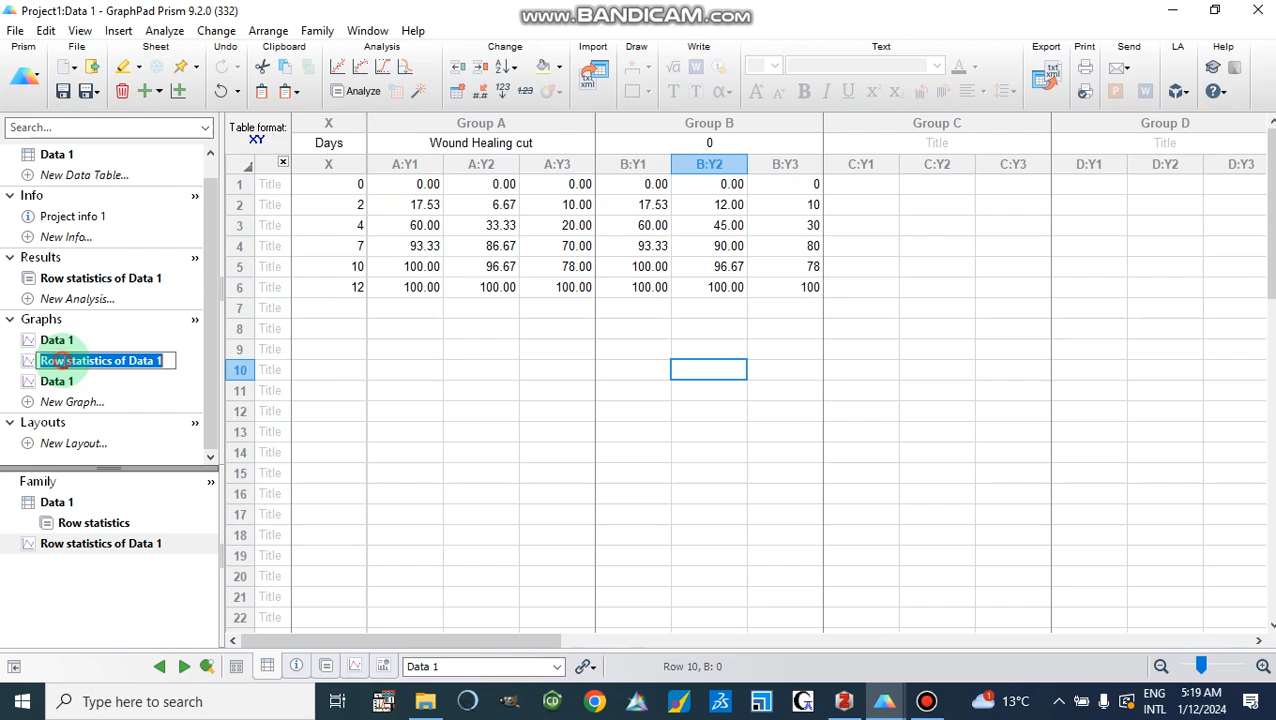 Project1:Data 1 - GraphPad Prism 9.2.0 (332)
www.BANDICAM.com
File Edit View Insert Analyze Change Arrange Family Window Help
Prism File Sheet Undo Clipboard Analysis Change Import Draw Write Text Export Print Send LA Help
Analyze
Search...
Data 1
New Data Table...
Info
Project info 1
New Info...
Results
Row statistics of Data 1
New Analysis...
Graphs
Data 1
Row statistics of Data 1
Data 1
New Graph...
Layouts
New Layout...
Family
Data 1
Row statistics
Row statistics of Data 1
Table format: X Group A Group B Group C Group D
XY Days Wound Healing cut 0 Title Title
X A:Y1 A:Y2 A:Y3 B:Y1 B:Y2 B:Y3 C:Y1 C:Y2 C:Y3 D:Y1 D:Y2 D:Y3
1 Title 0 0.00 0.00 0.00 0.00 0.00 0
2 Title 2 17.53 6.67 10.00 17.53 12.00 10
3 Title 4 60.00 33.33 20.00 60.00 45.00 30
4 Title 7 93.33 86.67 70.00 93.33 90.00 80
5 Title 10 100.00 96.67 78.00 100.00 96.67 78
6 Title 12 100.00 100.00 100.00 100.00 100.00 100
7 Title
8 Title
9 Title
10 Title
11 Title
12 Title
13 Title
14 Title
15 Title
16 Title
17 Title
18 Title
19 Title
20 Title
21 Title
22 Title
Data 1
Row 10, B: 0
Type here to search
13°C
ENG
INTL
5:19 AM
1/12/2024